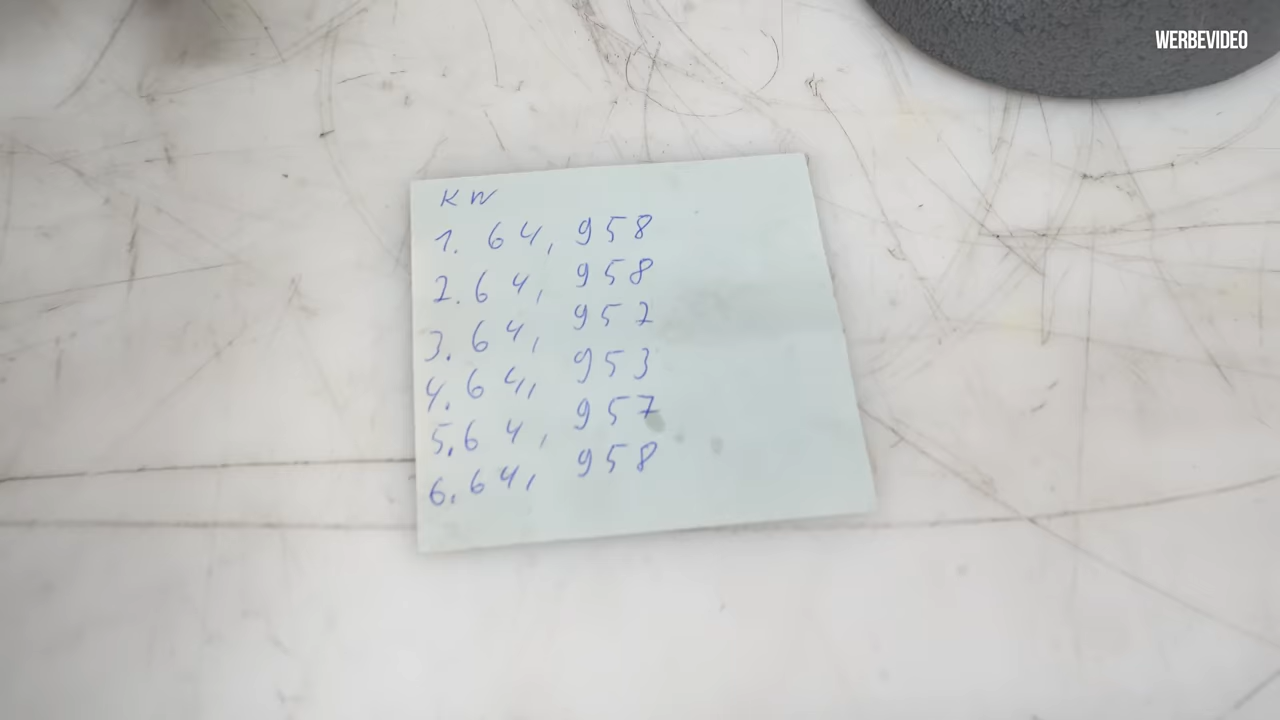 WERBEVIDEO
KW
1. 64, 958
2. 64, 958
3. 64, 952
4. 64, 953
5. 64, 957
6. 64, 958